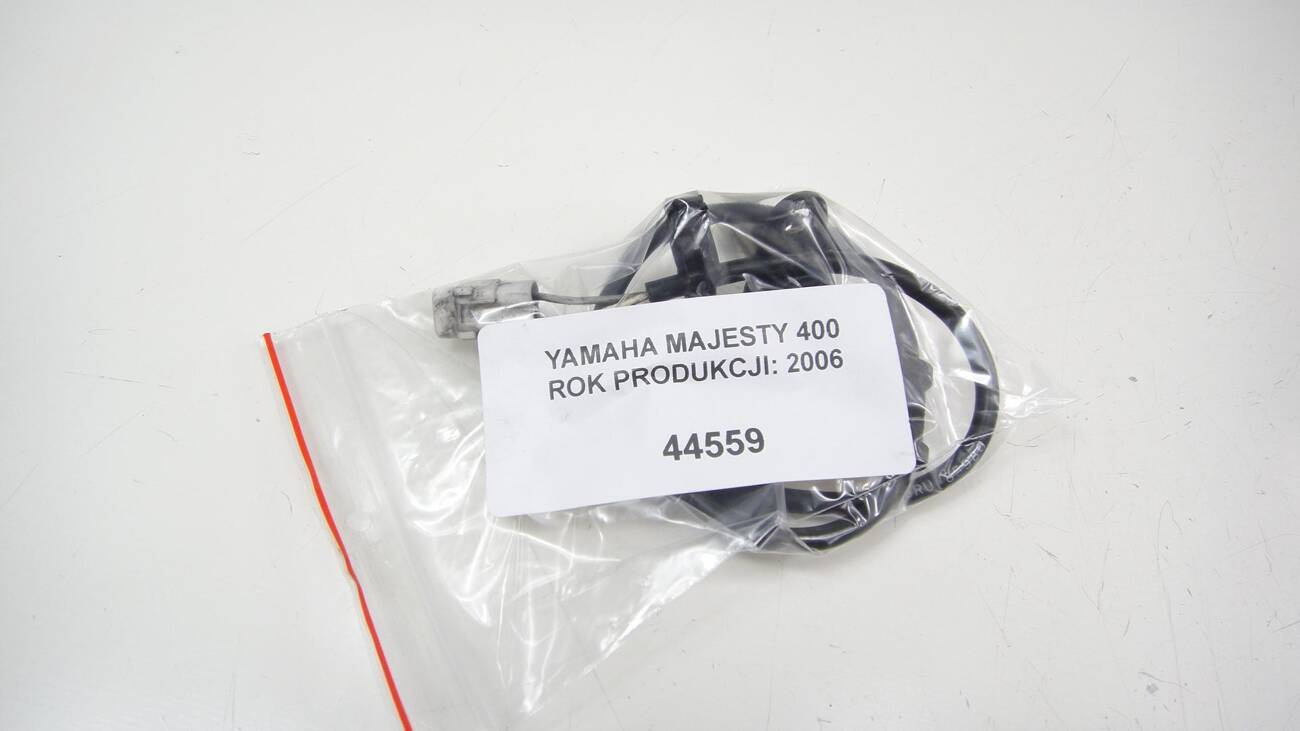 YAMAHA MAJESTY 400
ROK PRODUKCJI: 2006
44559